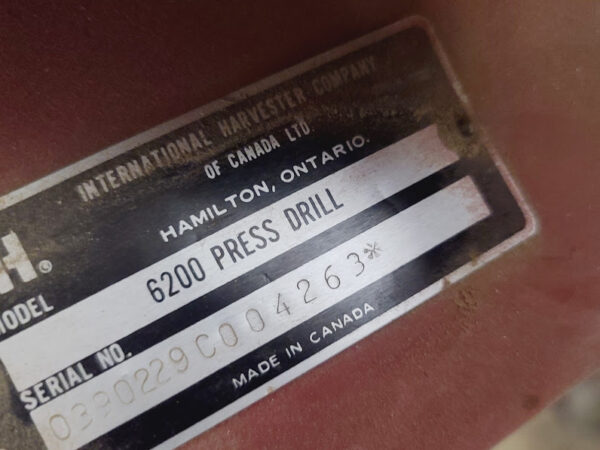 INTERNATIONAL HARVESTER COMPANY
OF CANADA LTD.
HAMILTON, ONTARIO.
H®
MODEL 6200 PRESS DRILL
SERIAL NO.
0390229C004263*
MADE IN CANADA